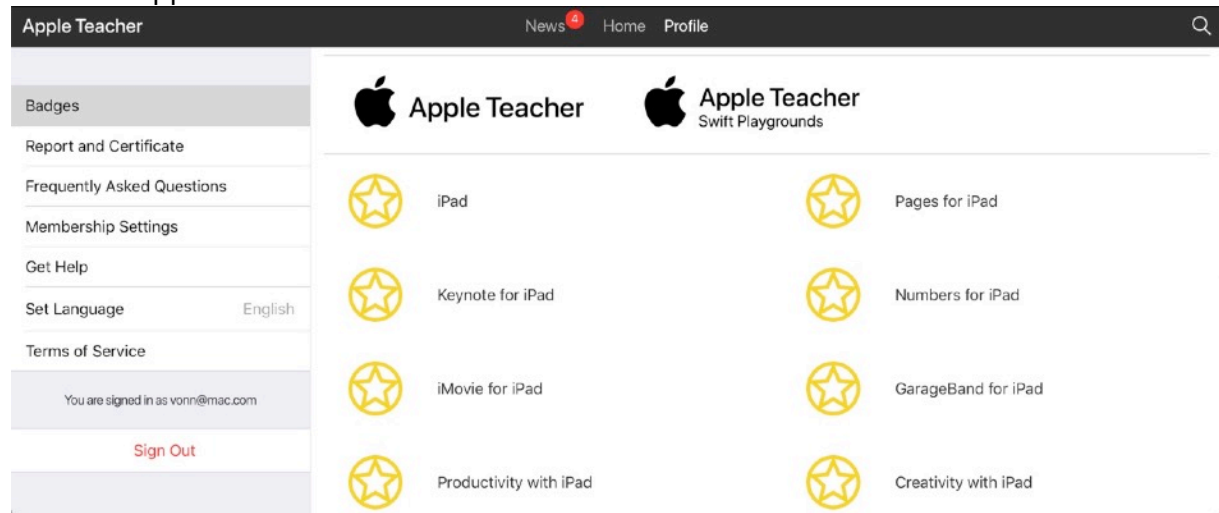 Apple Teacher
News 4 Home Profile
Badges
Report and Certificate
Frequently Asked Questions
Membership Settings
Get Help
Set Language English
Terms of Service
You are signed in as vonn@mac.com
Sign Out
Apple Teacher
Apple Teacher
Swift Playgrounds
iPad
Pages for iPad
Keynote for iPad
Numbers for iPad
iMovie for iPad
GarageBand for iPad
Productivity with iPad
Creativity with iPad